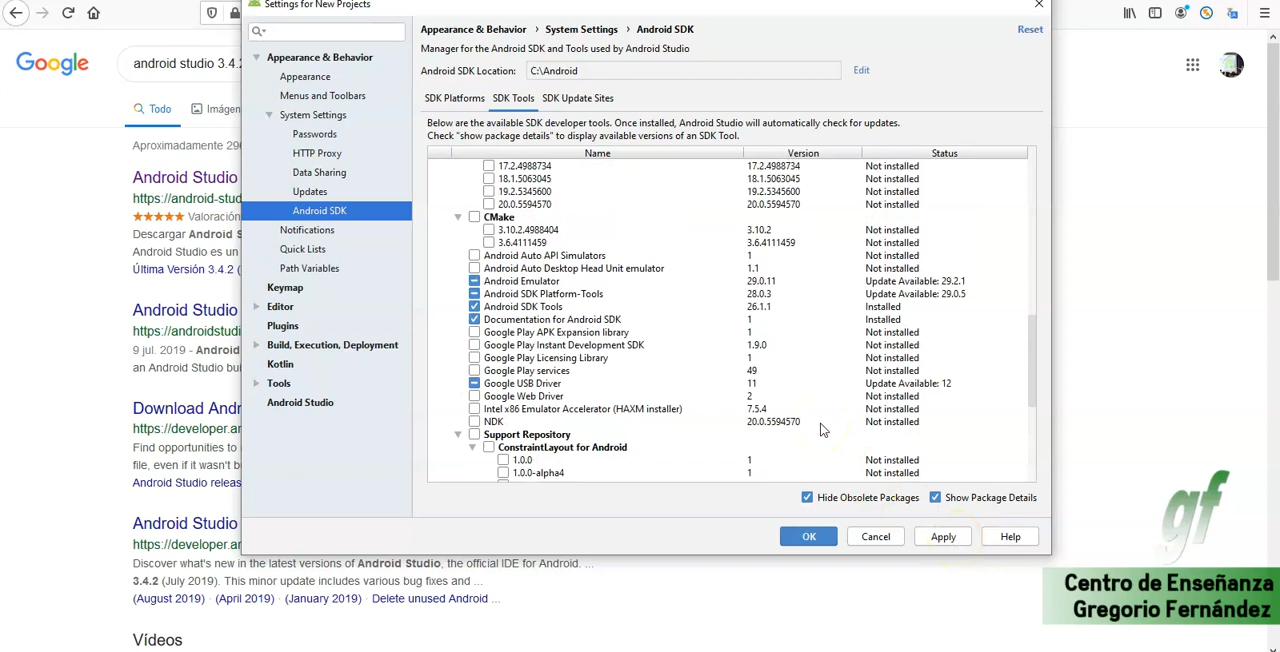 Settings for New Projects
Google
android studio 3.4.2
Todo
Imágen
Aproximadamente 29
Android Studio
https://android-stud
Valoración
Descargar Android S
Android Studio es un
Última Versión 3.4.2 (
Android Studio
https://androidstudi
9 jul. 2019 - Android
an Android Studio buil
Download Andr
https://developer.ar
Find opportunities to
file, even if it wasn't b
Android Studio releas
Android Studio
https://developer.ar
Discover what's new in the latest versions of Android Studio, the official IDE for Android. ...
3.4.2 (July 2019). This minor update includes various bug fixes and ...
(August 2019) · (April 2019) · (January 2019) · Delete unused Android ...
Vídeos
Appearance & Behavior
Appearance
Menus and Toolbars
System Settings
Passwords
HTTP Proxy
Data Sharing
Updates
Android SDK
Notifications
Quick Lists
Path Variables
Keymap
Editor
Plugins
Build, Execution, Deployment
Kotlin
Tools
Android Studio
Appearance & Behavior › System Settings › Android SDK
Reset
Manager for the Android SDK and Tools used by Android Studio
Android SDK Location: C:\Android Edit
SDK Platforms SDK Tools SDK Update Sites
Below are the available SDK developer tools. Once installed, Android Studio will automatically check for updates.
Check "show package details" to display available versions of an SDK Tool.
Name Version Status
17.2.4988734 17.2.4988734 Not installed
18.1.5063045 18.1.5063045 Not installed
19.2.5345600 19.2.5345600 Not installed
20.0.5594570 20.0.5594570 Not installed
CMake
3.10.2.4988404 3.10.2 Not installed
3.6.4111459 3.6.4111459 Not installed
Android Auto API Simulators 1 Not installed
Android Auto Desktop Head Unit emulator 1.1 Not installed
Android Emulator 29.0.11 Update Available: 29.2.1
Android SDK Platform-Tools 28.0.3 Update Available: 29.0.5
Android SDK Tools 26.1.1 Installed
Documentation for Android SDK 1 Installed
Google Play APK Expansion library 1 Not installed
Google Play Instant Development SDK 1.9.0 Not installed
Google Play Licensing Library 1 Not installed
Google Play services 49 Not installed
Google USB Driver 11 Update Available: 12
Google Web Driver 2 Not installed
Intel x86 Emulator Accelerator (HAXM installer) 7.5.4 Not installed
NDK 20.0.5594570 Not installed
Support Repository
ConstraintLayout for Android
1.0.0 1 Not installed
1.0.0-alpha4 1 Not installed
Hide Obsolete Packages Show Package Details
OK Cancel Apply Help
gf
Centro de Enseñanza
Gregorio Fernández